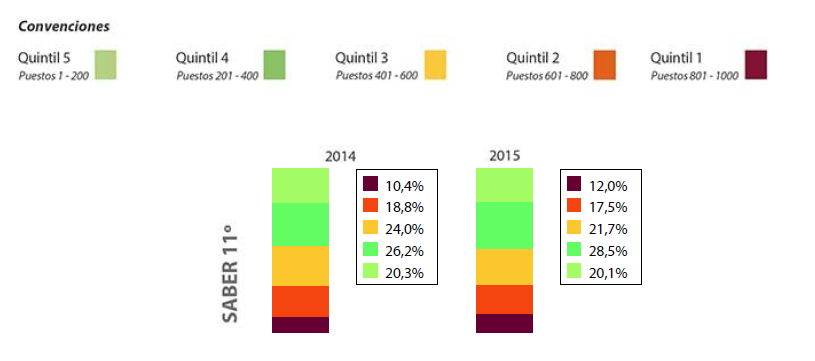 Convenciones
Quintil 5
Puestos 1 - 200
Quintil 4
Puestos 201 - 400
Quintil 3
Puestos 401 - 600
Quintil 2
Puestos 601 - 800
Quintil 1
Puestos 801 - 1000
2014
2015
SABER 11º
10,4%
18,8%
24,0%
26,2%
20,3%
12,0%
17,5%
21,7%
28,5%
20,1%